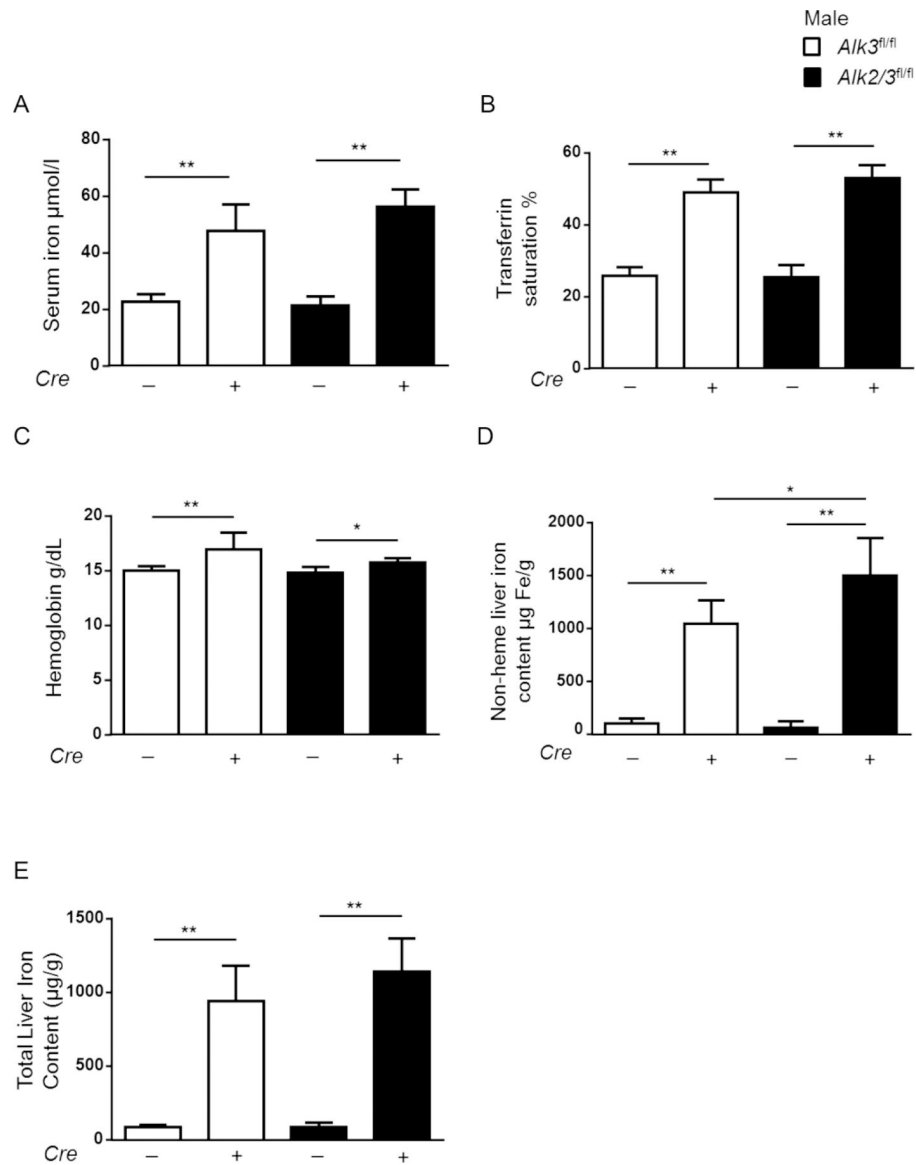 Male
Alk3fl/fl
Alk2/3fl/fl
A
Serum iron µmol/l
80
60
40
20
0
**
**
Cre
– + – +
B
Transferrin
saturation %
60
40
20
0
**
**
– + – +
C
Hemoglobin g/dL
20
15
10
5
0
**
*
Cre
– + – +
D
Non-heme liver iron
content µg Fe/g
2000
1500
1000
500
0
*
**
**
Cre
– + – +
E
Total Liver Iron
Content (µg/g)
1500
1000
500
0
**
**
Cre
– + – +